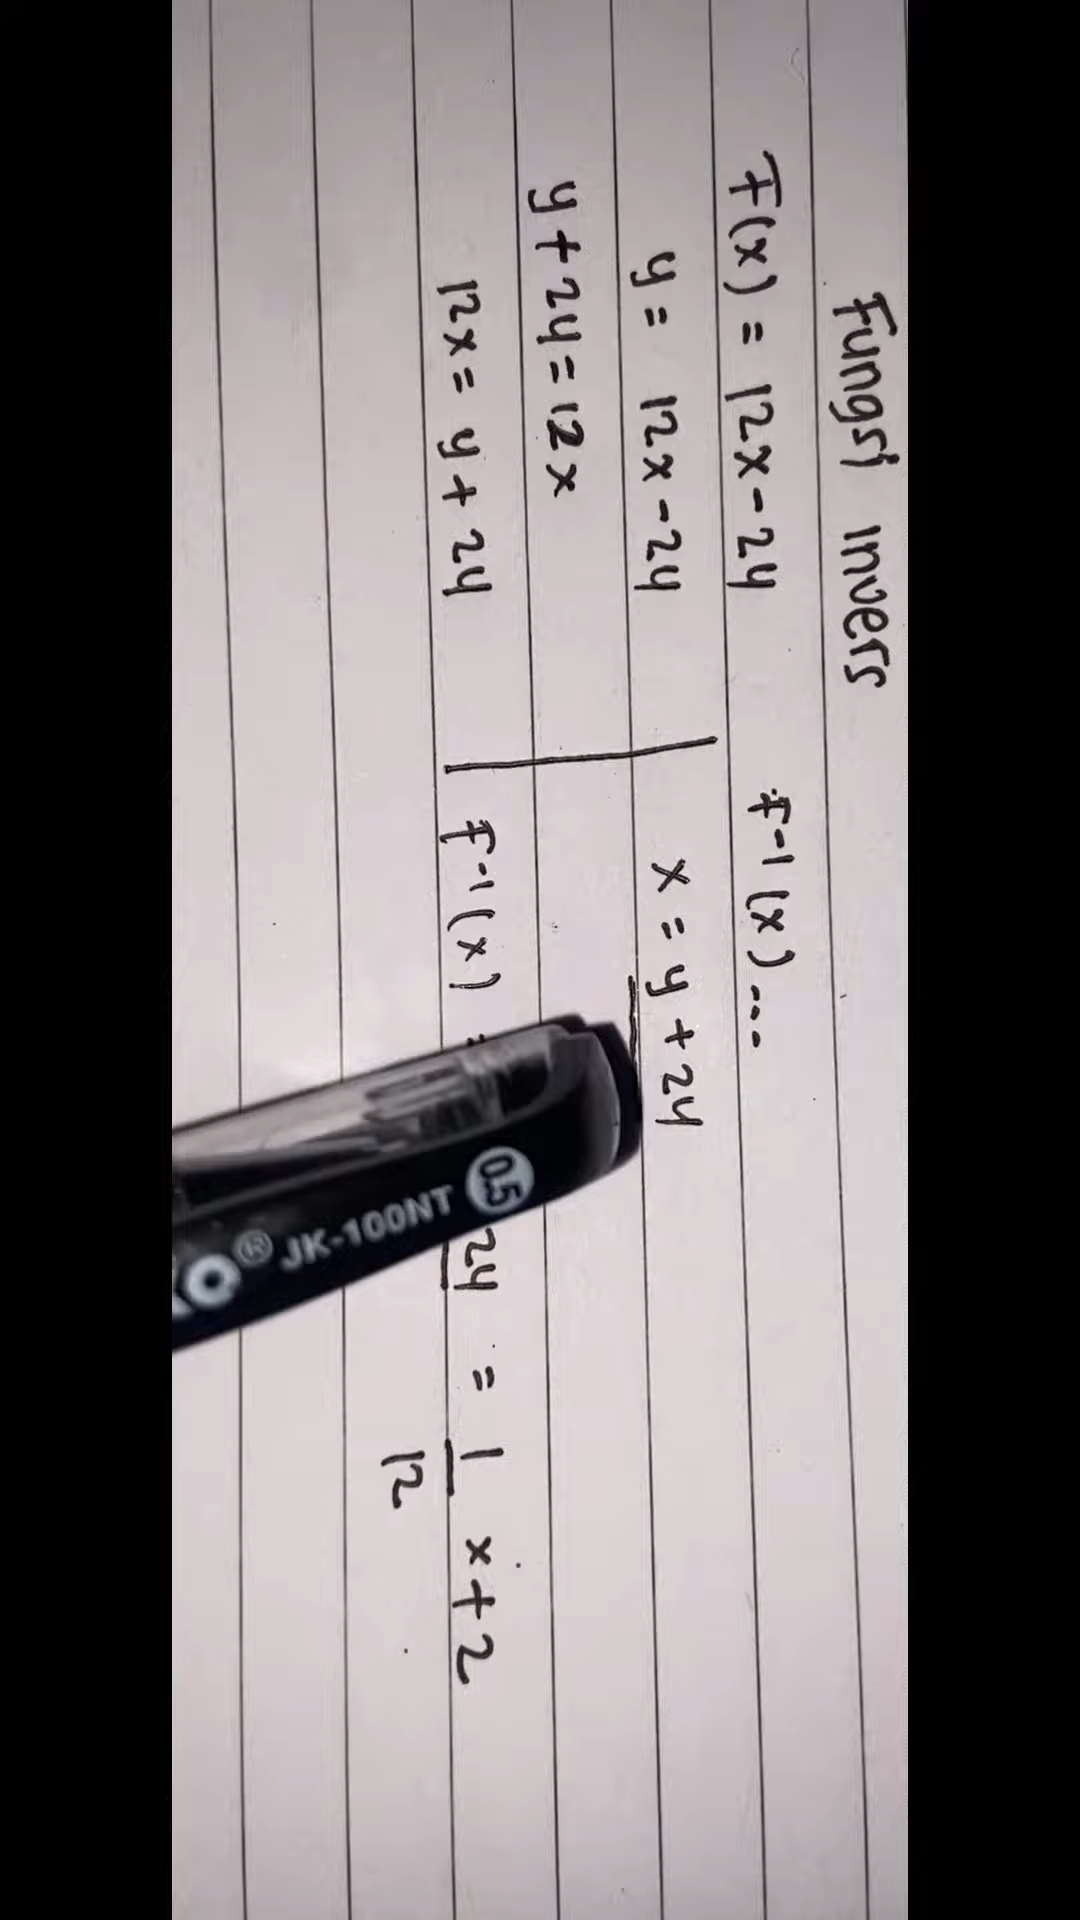 Fungsi invers
F(x) = 12x-24 F-1(x)...
y = 12x-24
y+24=12x
12x = y+24
x = y+24
F-1(x) = 24 = 1/12 x+2
0.5
JK-100NT